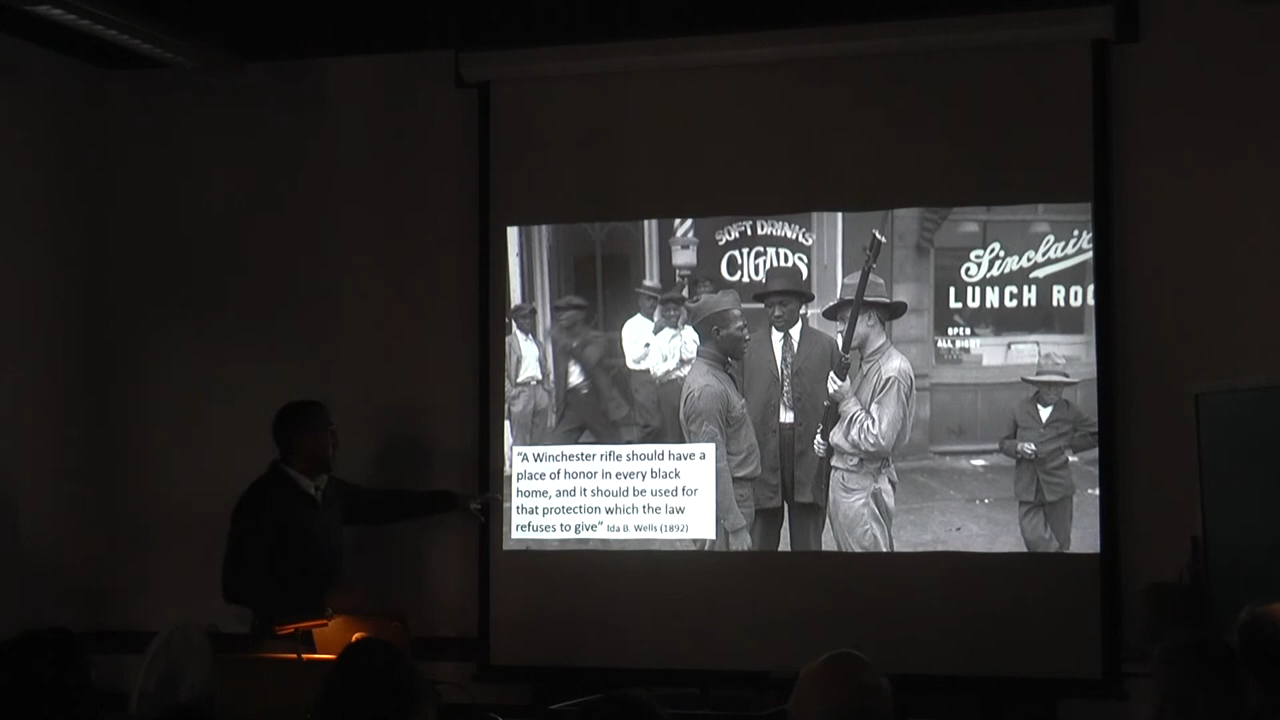 SOFT DRINKS
CIGARS
Sinclair
LUNCH ROO
OPEN
ALL NIGHT
“A Winchester rifle should have a
place of honor in every black
home, and it should be used for
that protection which the law
refuses to give” Ida B. Wells (1892)